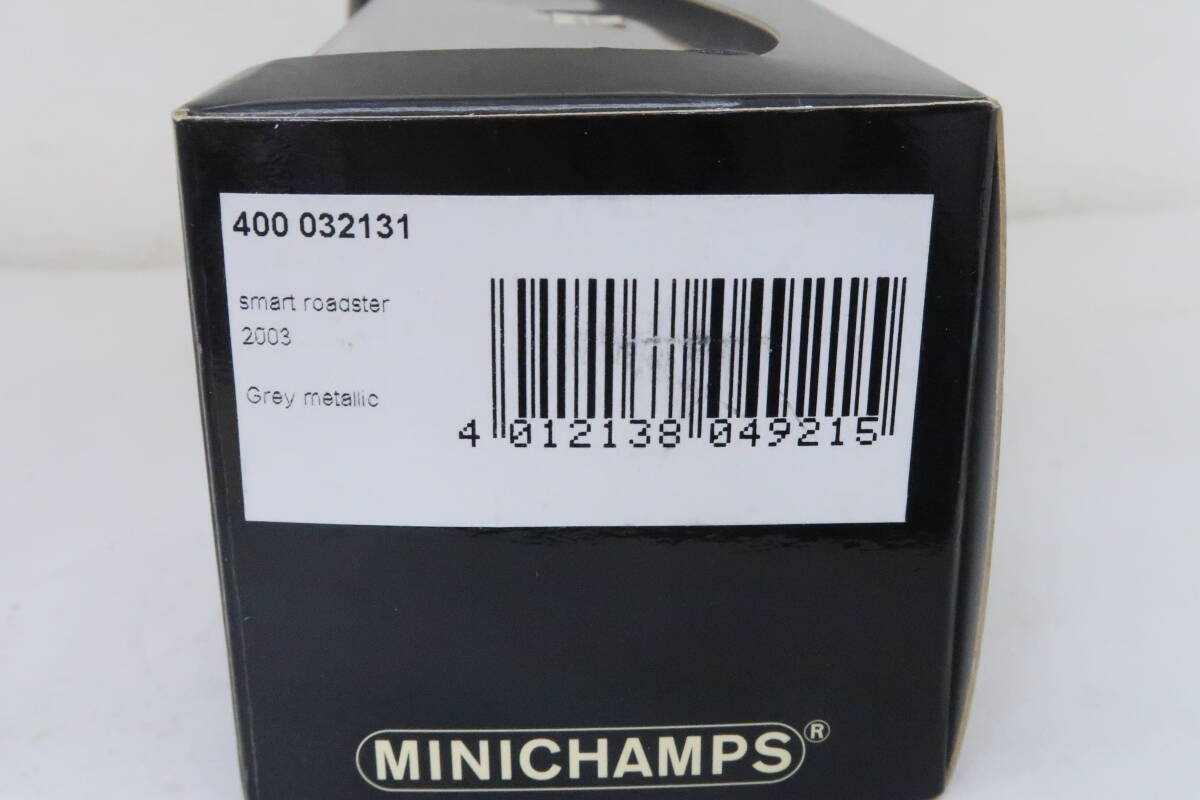 400 032131
smart roadster
2003
Grey metallic
4 012138 049215
MINICHAMPS®